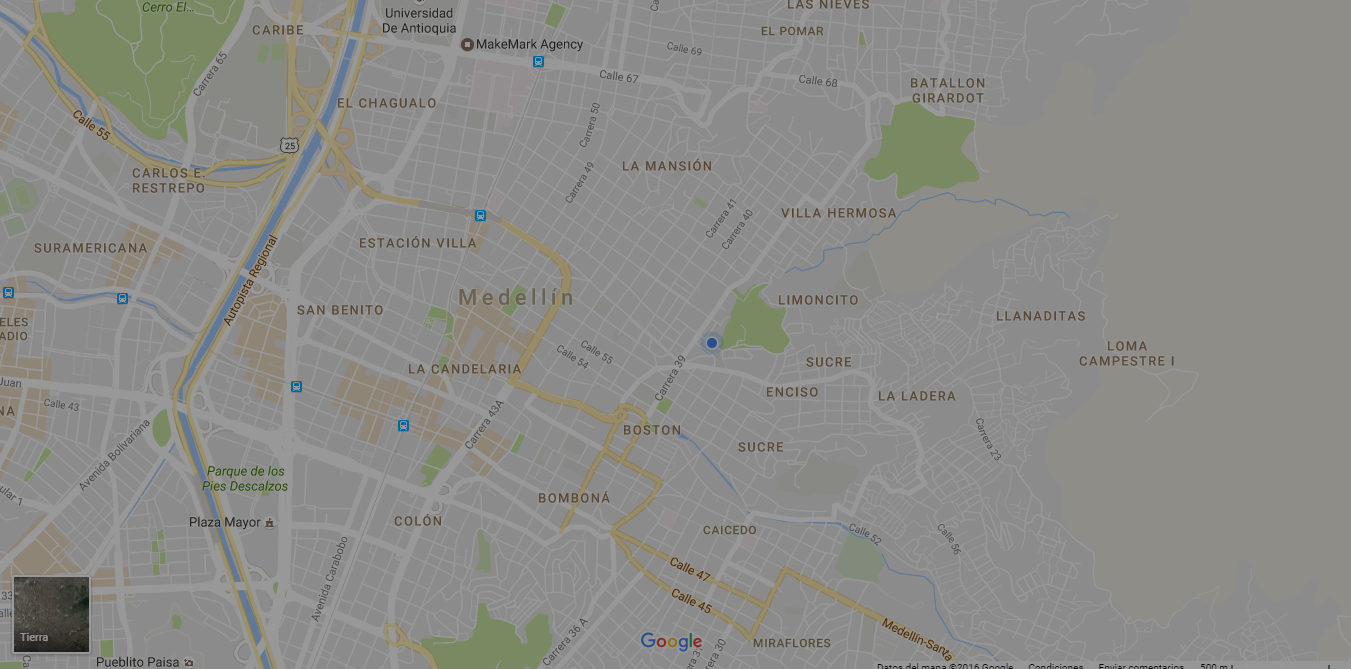 Cerro El...
Universidad
De Antioquia
LAS NIEVES
CARIBE
EL POMAR
MakeMark Agency
Calle 69
Carrera 65
Calle 67
Calle 68
BATALLON
GIRARDOT
EL CHAGUALO
Calle 55
Carrera 50
25
CARLOS E.
RESTREPO
LA MANSIÓN
Carrera 49
Carrera 41
Carrera 40
VILLA HERMOSA
SURAMERICANA
ESTACIÓN VILLA
Autopista Regional
Medellín
SAN BENITO
LIMONCITO
LLANADITAS
ELES
ADIO
Calle 55
Calle 54
LOMA
CAMPESTRE I
LA CANDELARIA
Carrera 39
SUCRE
Juan
ENCISO
LA LADERA
Calle 43
NA
Carrera 43A
BOSTON
Avenida Bolivariana
SUCRE
Carrera 23
Parque de los
Pies Descalzos
ular 1
BOMBONÁ
Plaza Mayor
COLÓN
CAICEDO
Calle 52
Calle 56
Avenida Carabobo
Calle 47
33
Calle 45
alle
Tierra
Carrera 36 A
Google
MIRAFLORES
Medellín-Santa
30
Pueblito Paisa
Datos del mapa ©2016 Google
Condiciones
Enviar comentarios
500 m